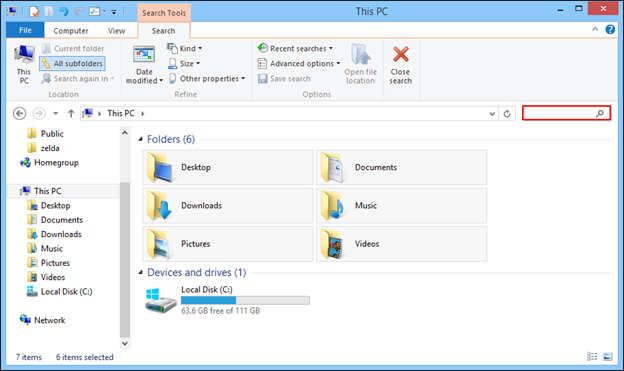 Search Tools
This PC
File
Computer
View
Search
This PC
Current folder
All subfolders
Search again in
Location
Date modified
Kind
Size
Other properties
Refine
Recent searches
Advanced options
Save search
Options
Open file location
Close search
This PC
Public
zelda
Homegroup
This PC
Desktop
Documents
Downloads
Music
Pictures
Videos
Local Disk (C:)
Network
Folders (6)
Desktop
Documents
Downloads
Music
Pictures
Videos
Devices and drives (1)
Local Disk (C:)
63.6 GB free of 111 GB
7 items
6 items selected